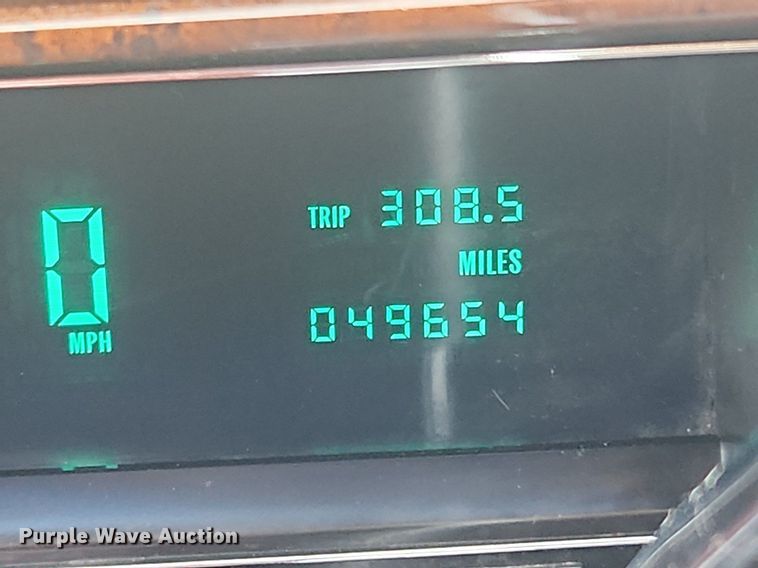 0
MPH
TRIP 308.5
MILES
049654
Purple Wave Auction